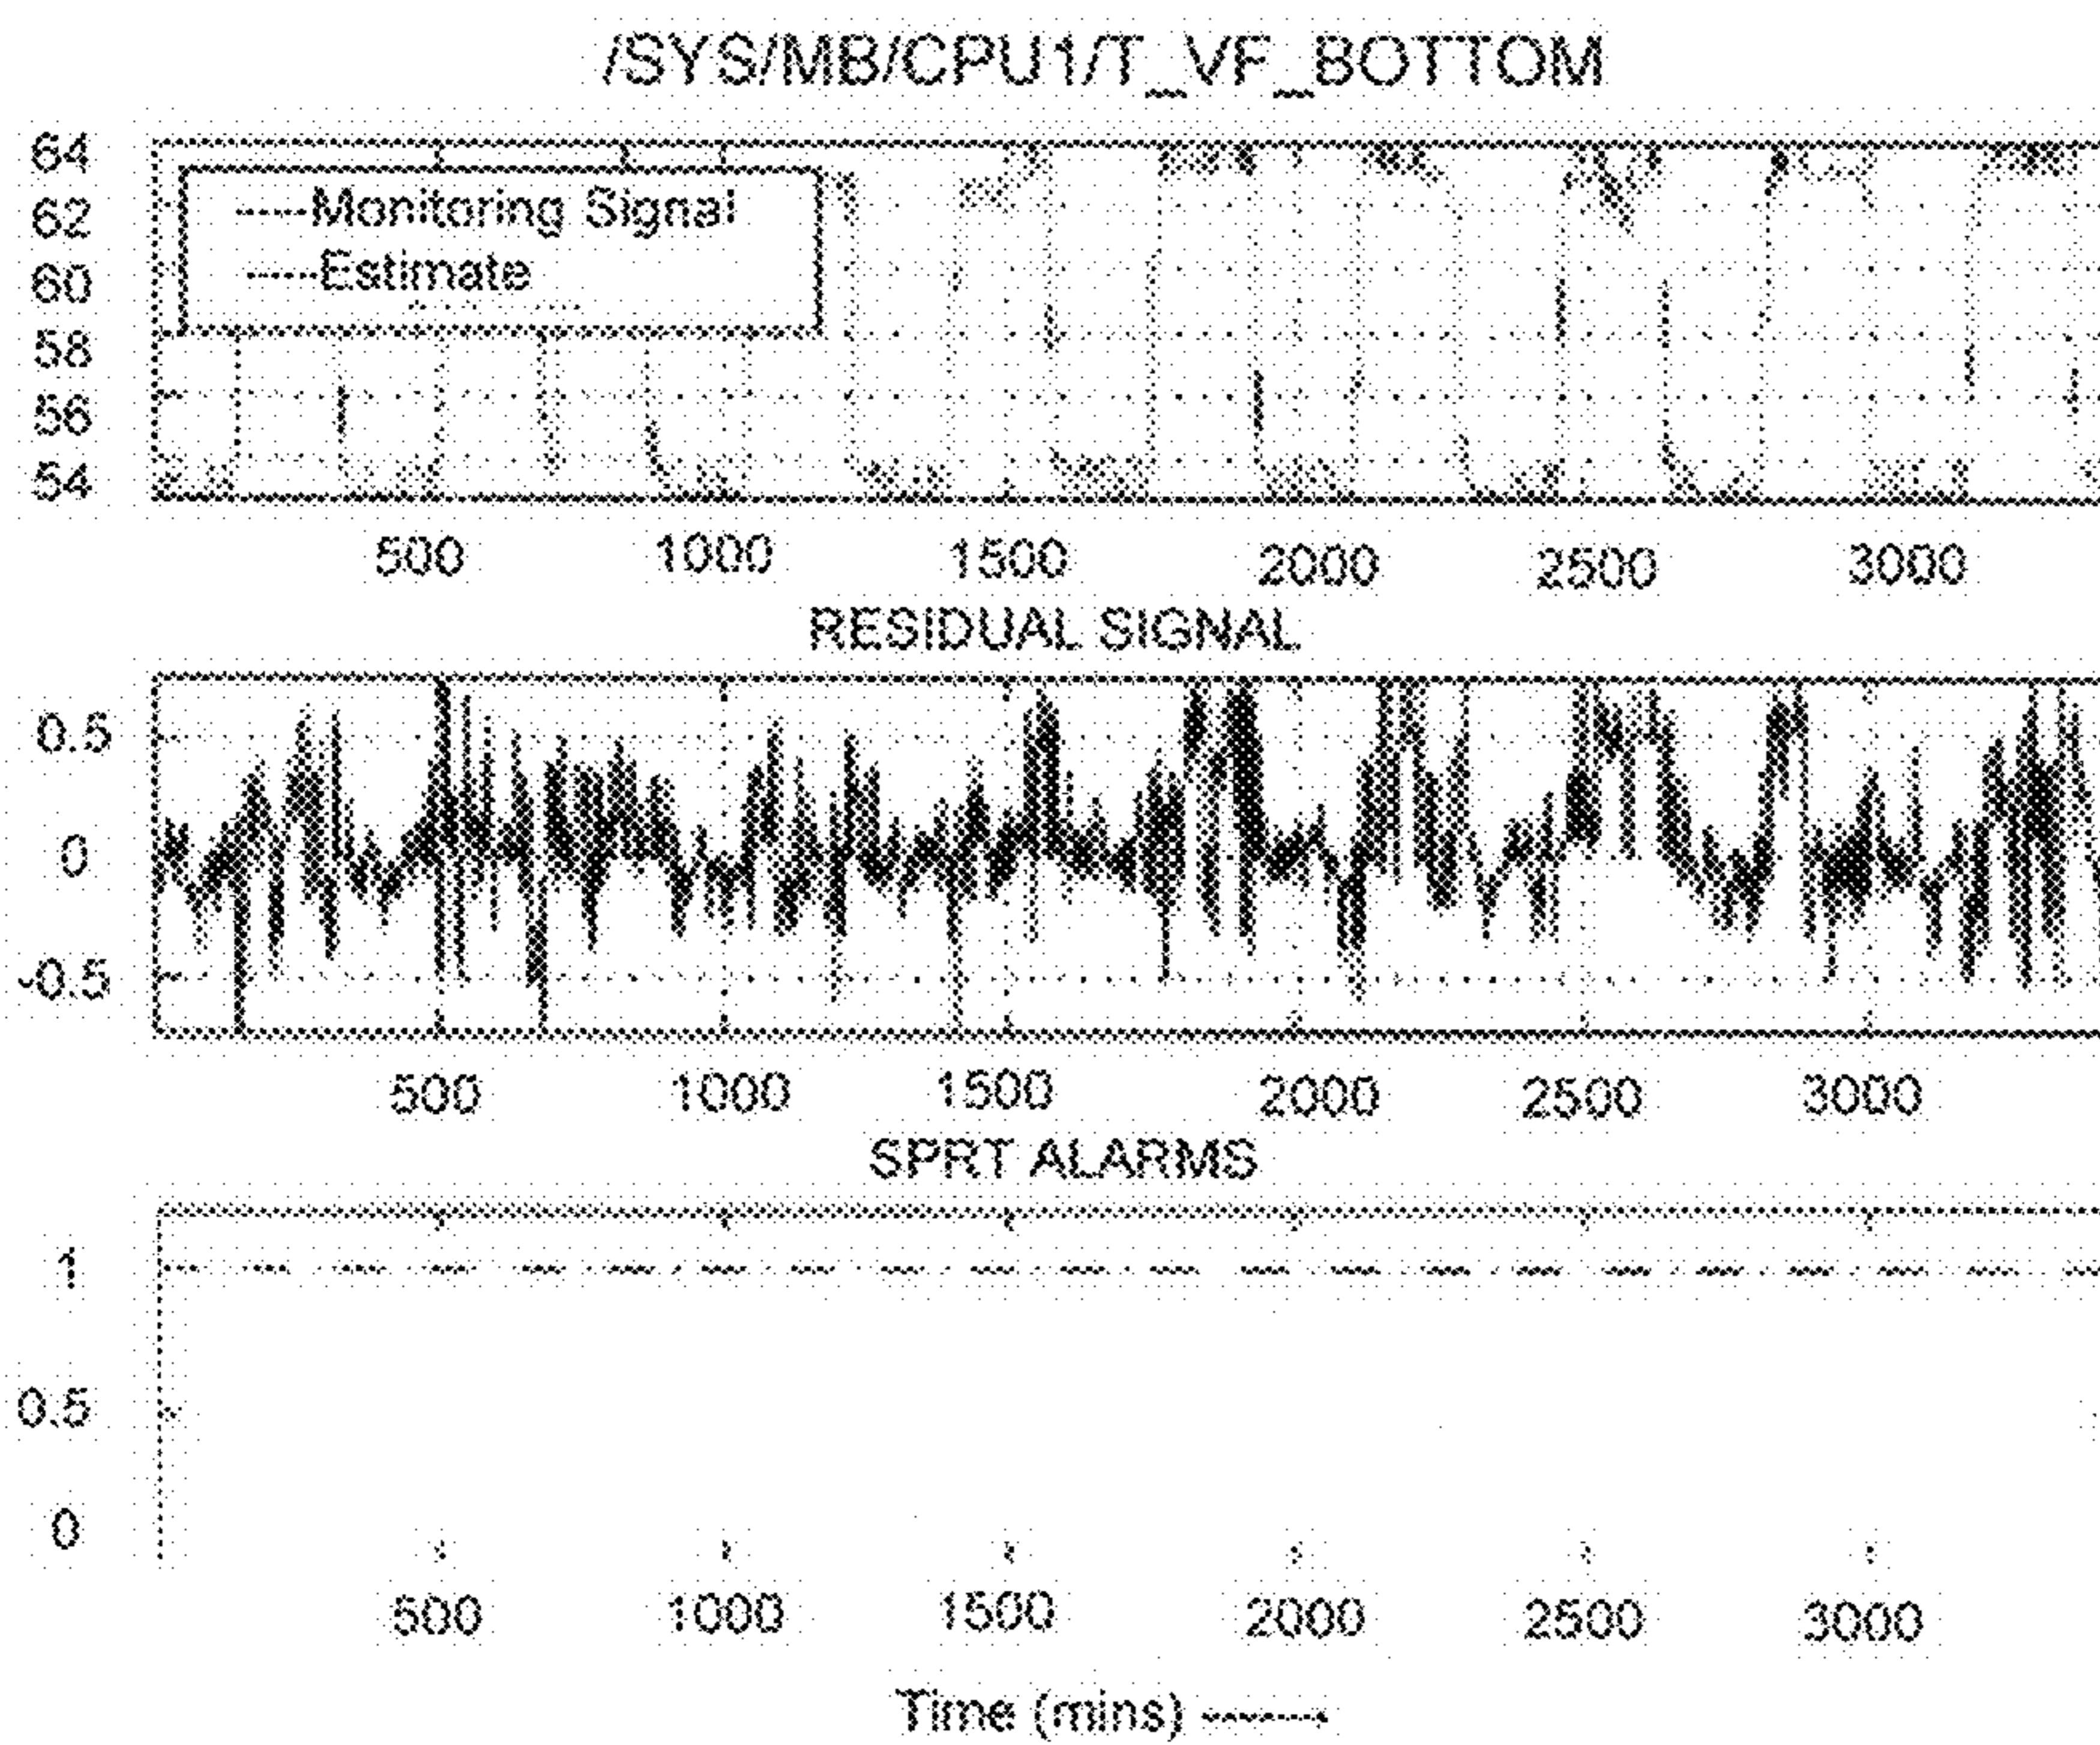 /SYS/MB/CPU1/T_VF_BOTTOM
64
62
60
58
56
54
Monitoring Signal
Estimate
500 1000 1500 2000 2500 3000
RESIDUAL SIGNAL
0.5
0
-0.5
500 1000 1500 2000 2500 3000
SPRT ALARMS
1
0.5
0
500 1000 1500 2000 2500 3000
Time (mins)